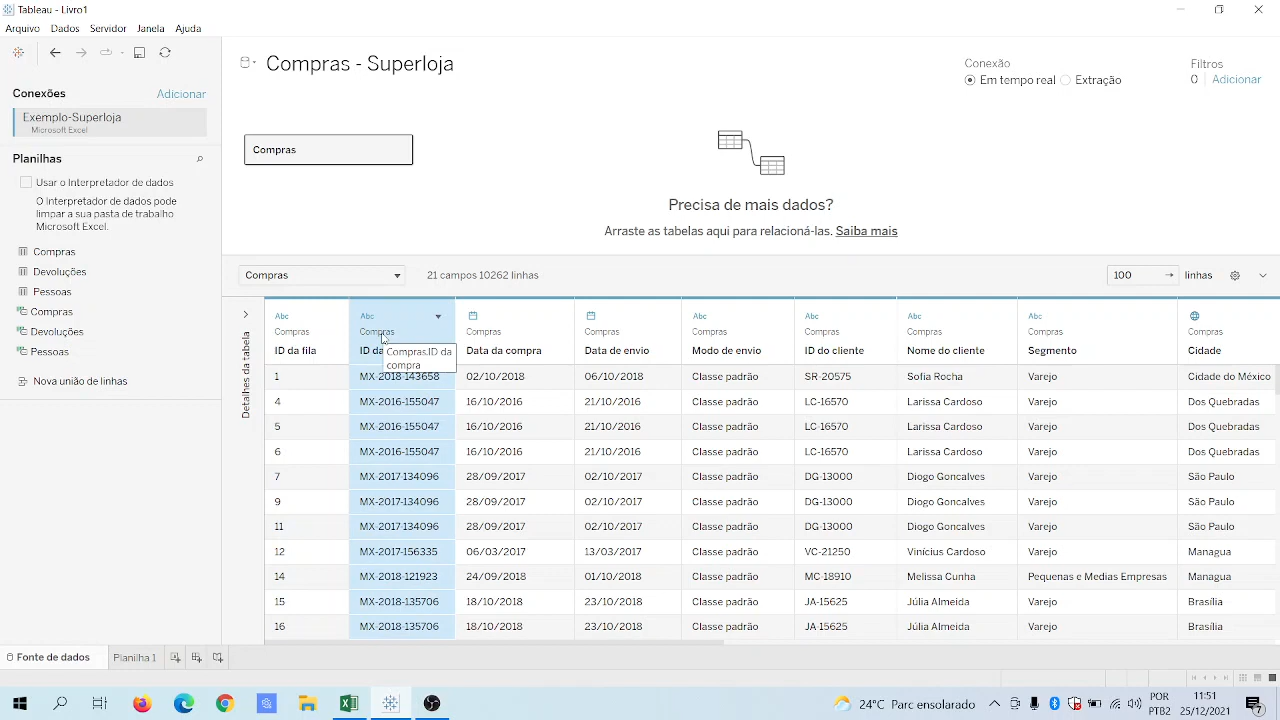 Tableau - Livro1
Arquivo Dados Servidor Janela Ajuda
Conexões Adicionar
Exemplo-Superloja
Microsoft Excel
Planilhas
Usar o Interpretador de dados
O Interpretador de dados pode
limpar a sua pasta de trabalho
Microsoft Excel.
Compras
Devoluções
Pessoas
Compras
Devoluções
Pessoas
Nova união de linhas
Compras - Superloja
Conexão
Em tempo real Extração
Filtros
0 Adicionar
Compras
Precisa de mais dados?
Arraste as tabelas aqui para relacioná-las. Saiba mais
Compras 21 campos 10262 linhas 100 linhas
Detalhes da tabela
Abc Abc Abc Abc Abc Abc
Compras Compras Compras Compras Compras Compras Compras Compras Compras
ID da fila ID da Data da compra Data de envio Modo de envio ID do cliente Nome do cliente Segmento Cidade
Compras.ID da
compra
1 MX-2018-143658 02/10/2018 06/10/2018 Classe padrão SR-20575 Sofia Rocha Varejo Cidade do México
4 MX-2016-155047 16/10/2016 21/10/2016 Classe padrão LC-16570 Larissa Cardoso Varejo Dos Quebradas
5 MX-2016-155047 16/10/2016 21/10/2016 Classe padrão LC-16570 Larissa Cardoso Varejo Dos Quebradas
6 MX-2016-155047 16/10/2016 21/10/2016 Classe padrão LC-16570 Larissa Cardoso Varejo Dos Quebradas
7 MX-2017-134096 28/09/2017 02/10/2017 Classe padrão DG-13000 Diogo Goncalves Varejo São Paulo
9 MX-2017-134096 28/09/2017 02/10/2017 Classe padrão DG-13000 Diogo Goncalves Varejo São Paulo
11 MX-2017-134096 28/09/2017 02/10/2017 Classe padrão DG-13000 Diogo Goncalves Varejo São Paulo
12 MX-2017-156335 06/03/2017 13/03/2017 Classe padrão VC-21250 Vinícius Cardoso Varejo Managua
14 MX-2018-121923 24/09/2018 01/10/2018 Classe padrão MC-18910 Melissa Cunha Pequenas e Medias Empresas Managua
15 MX-2018-135706 18/10/2018 23/10/2018 Classe padrão JA-15625 Júlia Almeida Varejo Brasília
16 MX-2018-135706 18/10/2018 23/10/2018 Classe padrão JA-15625 Júlia Almeida Varejo Brasília
Fonte de dados Planilha 1
24°C Parc ensolarado
POR
PTB2
11:51
25/12/2021
7